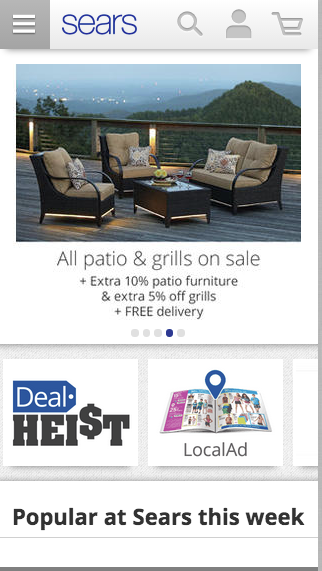 sears
All patio & grills on sale
+ Extra 10% patio furniture
& extra 5% off grills
+ FREE delivery
Deal
HEI$T
LocalAd
Popular at Sears this week